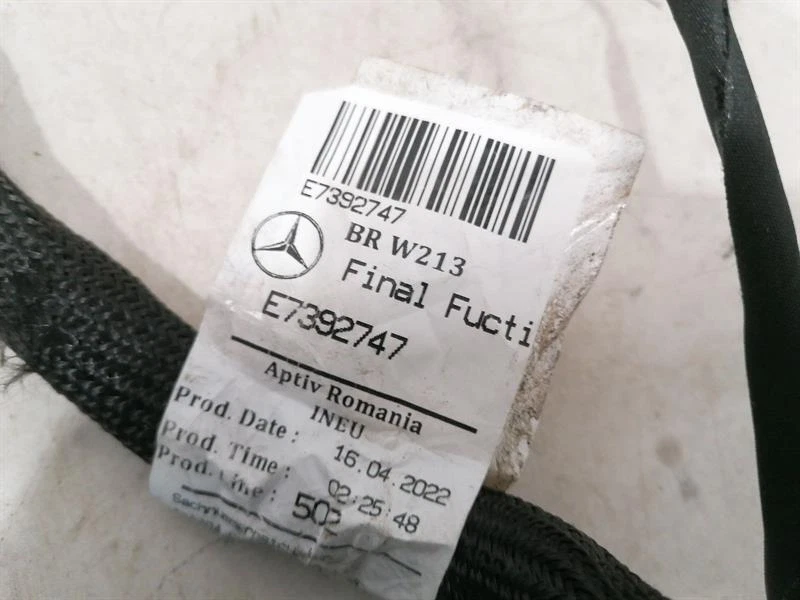 E7392747
BR W213
Final Fucti
E7392747
Aptiv Romania
INEU
Prod. Date: 16.04.2022
Prod. Time: 02:25:48
Prod. Line: 502